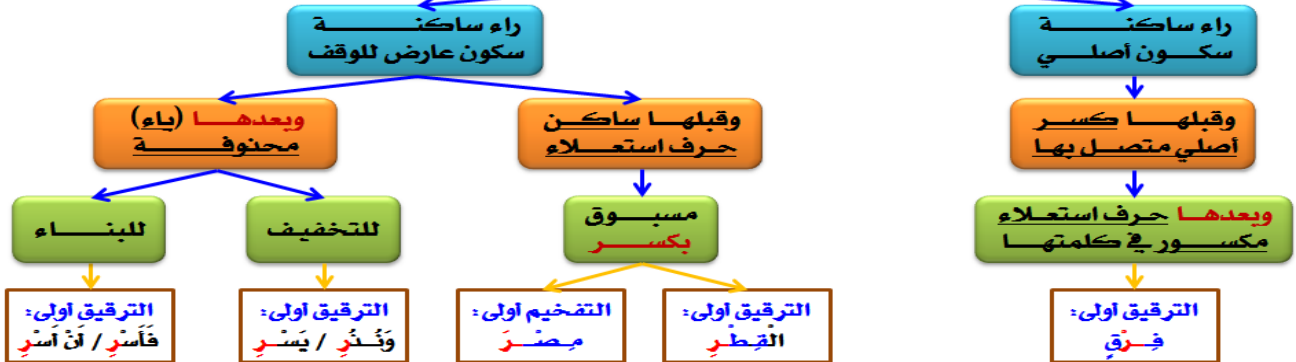 راء ساكنة
سكون أصلي
راء ساكنة
سكون عارض للوقف
وقبلها كسر
أصلي متصل بها
وقبلها ساكن
حرف استعلاء
وبعدها (ياء)
محذوفة
وبعدها حرف استعلاء
مكسور في كلمتها
مسبوق
بكسر
للتخفيف
للبناء
الترقيق أولى:
فِرْقٍ
الترقيق أولى:
الْقِطْرِ
التفخيم أولى:
مِصْرَ
الترقيق أولى:
وَنُذُرِ / يَسْرِ
الترقيق أولى:
فَأَسْرِ / أَنْ أَسْرِ